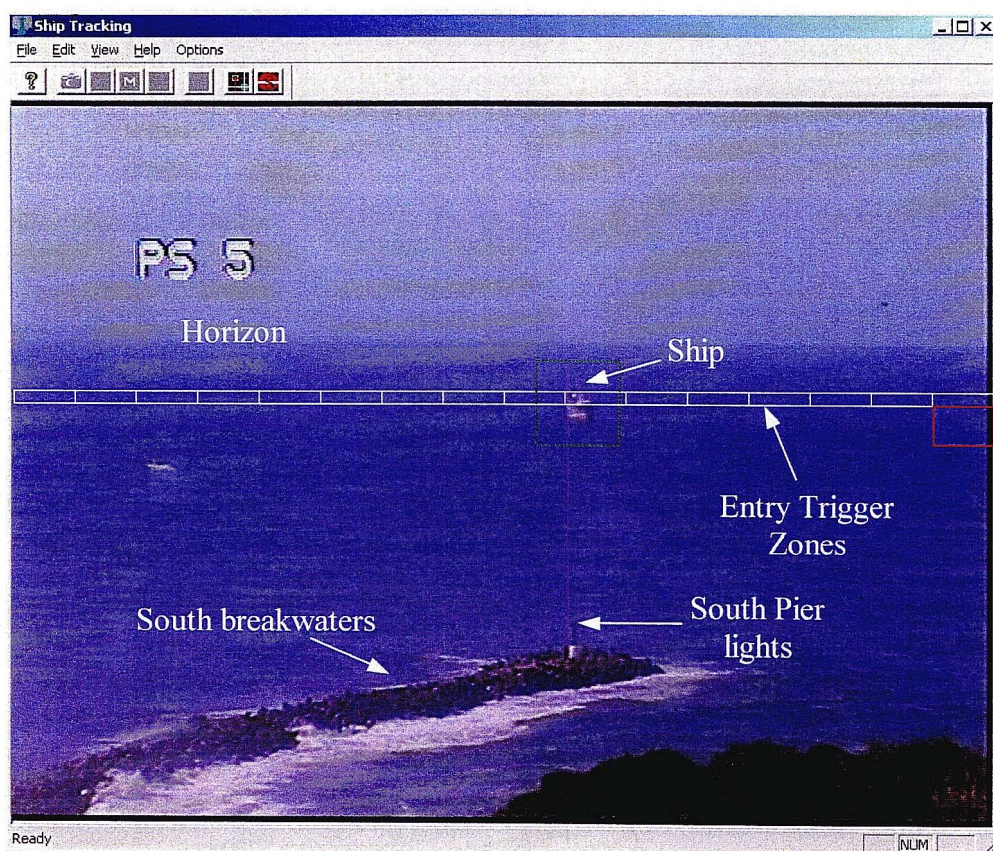 Ship Tracking
File Edit View Help Options
?
M
PS 5
Horizon
Ship
Entry Trigger
Zones
South breakwaters
South Pier
lights
Ready
NUM